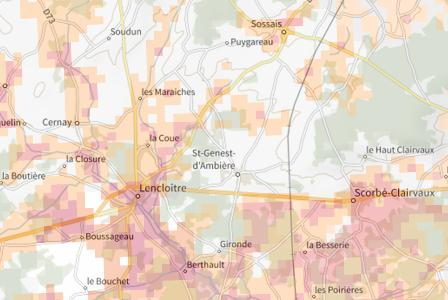 D73
Sossais
Soudun
Puygareau
les Maraiches
Cernay
la Coue
St-Genest-
d'Ambière
le Haut Clairvaux
la Closure
la Boutière
Lencloître
Scorbé-Clairvaux
Boussageau
Gironde
la Besserie
Berthault
le Bouchet
les Poirières